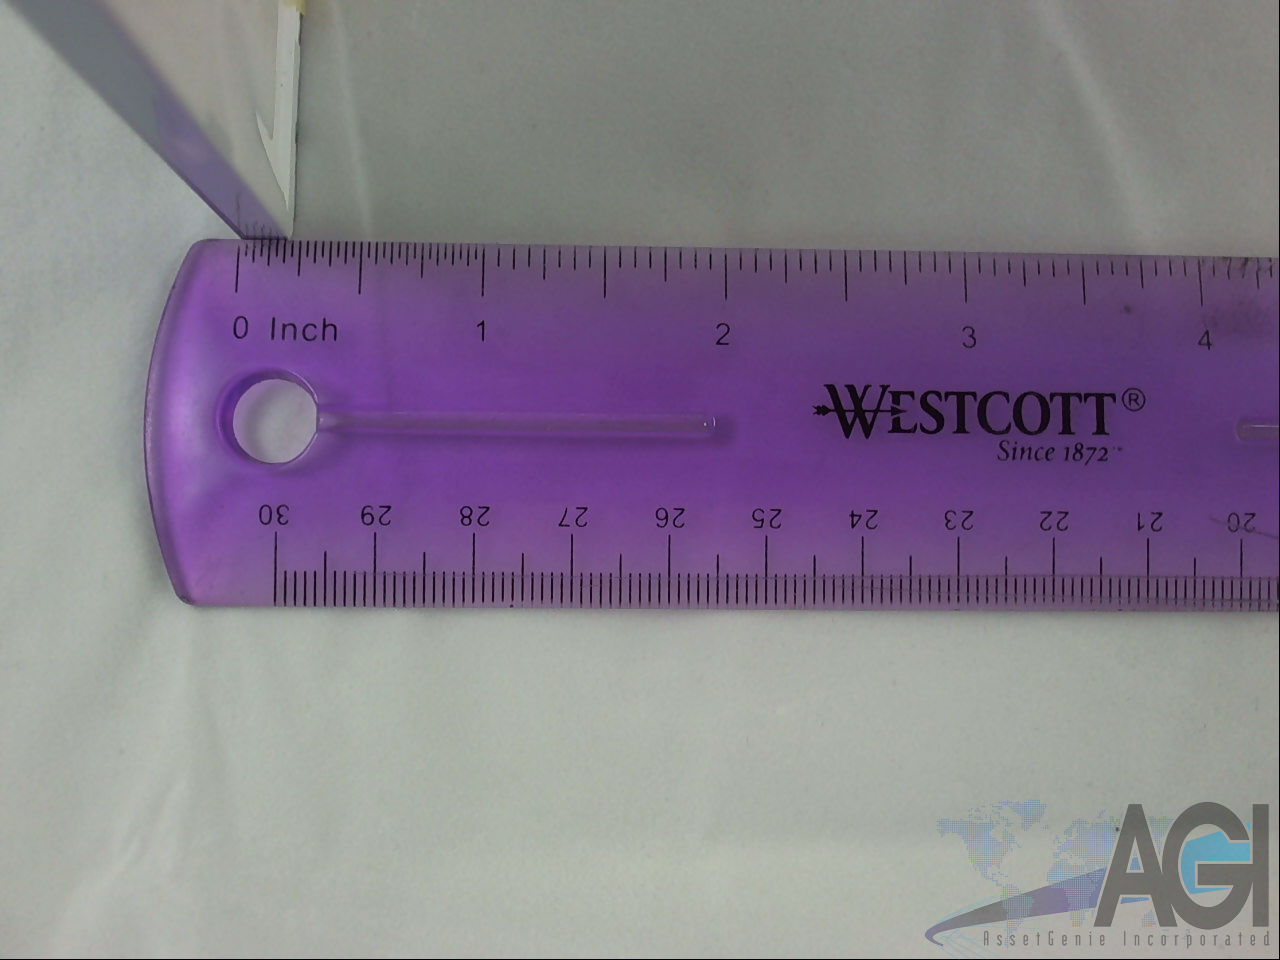 0 Inch 1 2 3 4
WESTCOTT®
Since 1872™
30 29 28 27 26 25 24 23 22 21 20
AGI
AssetGenie Incorporated